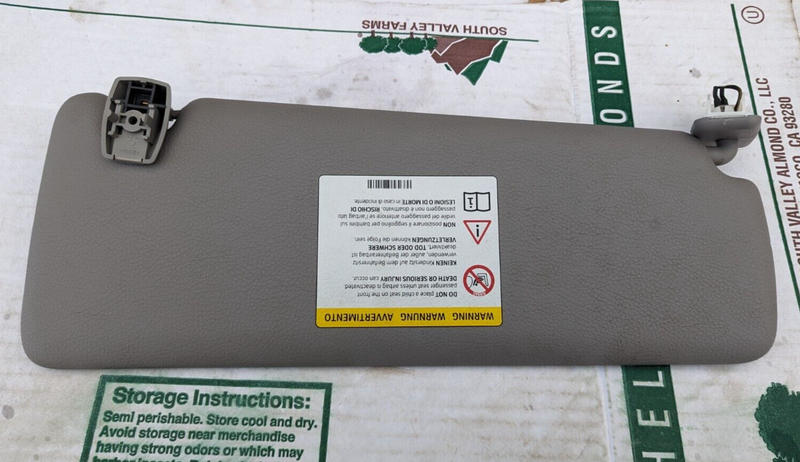 SOUTH VALLEY FARMS
ONDS
U
SOUTH VALLEY ALMOND CO., LLC
CA 93280
WARNING WARNUNG AVVERTIMENTO
DO NOT place a child seat on the front
passenger seat unless airbag is deactivated.
DEATH OR SERIOUS INJURY can occur.
KEINEN Kindersitz auf dem Beifahrersitz
verwenden, außer der Beifahrerairbag ist
deaktiviert. TOD ODER SCHWERE
VERLETZUNGEN können die Folge sein.
NON posizionare il seggiolino per bambini sul
sedile del passeggero anteriore se l'airbag lato
passeggero non è disattivato. RISCHIO DI
LESIONI O DI MORTE in caso di incidente.
HEL
Storage Instructions:
Semi perishable. Store cool and dry.
Avoid storage near merchandise
having strong odors or which may